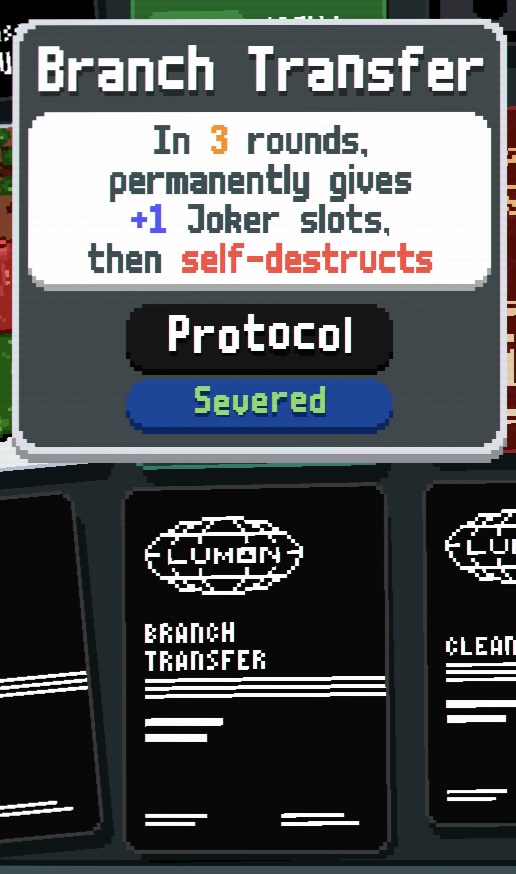 Branch Transfer
In 3 rounds,
permanently gives
+1 Joker slots,
then self-destructs
Protocol
Severed
LUMON
BRANCH
TRANSFER
LU
CLEAN